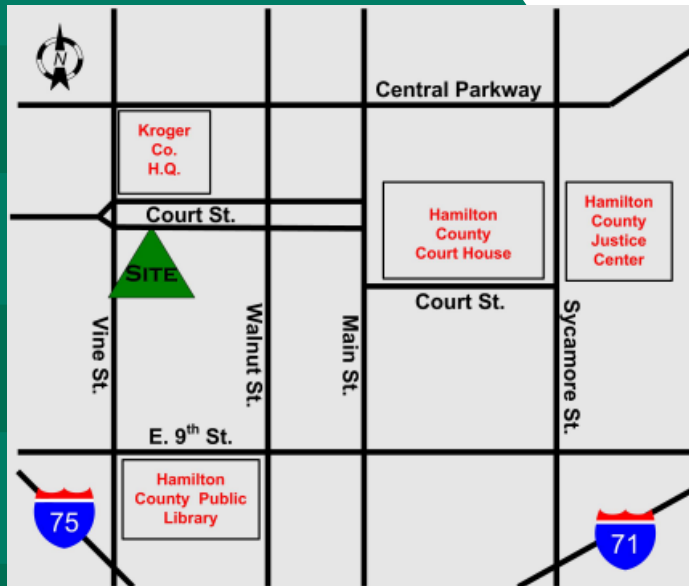 N
Central Parkway
Kroger
Co.
H.Q.
Court St.
Hamilton
County
Court House
Hamilton
County
Justice
Center
SITE
Court St.
Vine St.
Walnut St.
Main St.
Sycamore St.
E. 9th St.
Hamilton
County Public
Library
75
71